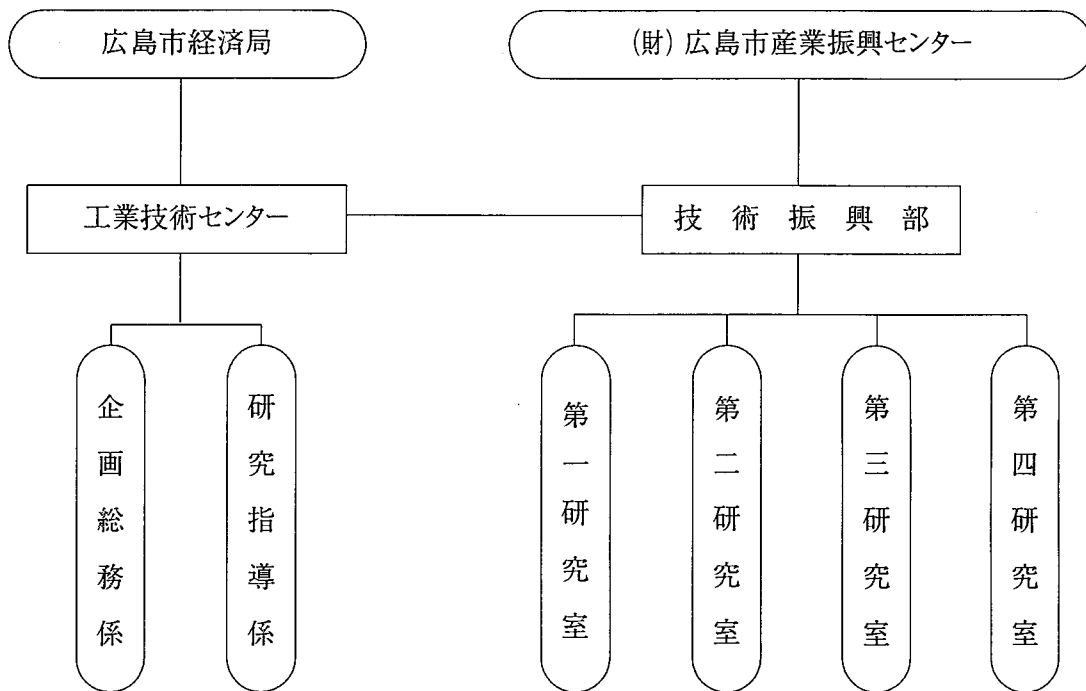 広島市経済局
(財)広島市産業振興センター
工業技術センター
技術振興部
企画総務係
研究指導係
第一研究室
第二研究室
第三研究室
第四研究室